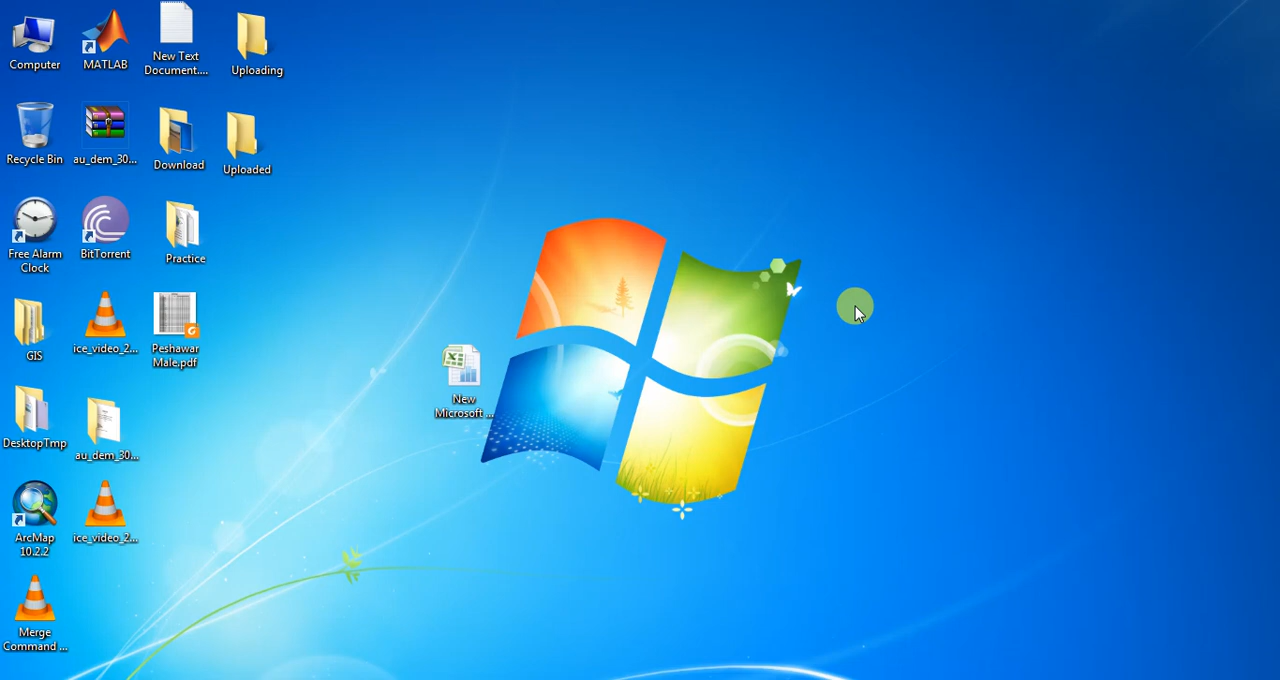 Computer
MATLAB
New Text
Document....
Uploading
Recycle Bin
au_dem_30...
Download
Uploaded
Free Alarm
Clock
BitTorrent
Practice
GIS
ice_video_2...
Peshawar
Male.pdf
New
Microsoft ...
DesktopTmp
au_dem_30...
ArcMap
10.2.2
ice_video_2...
Merge
Command ...